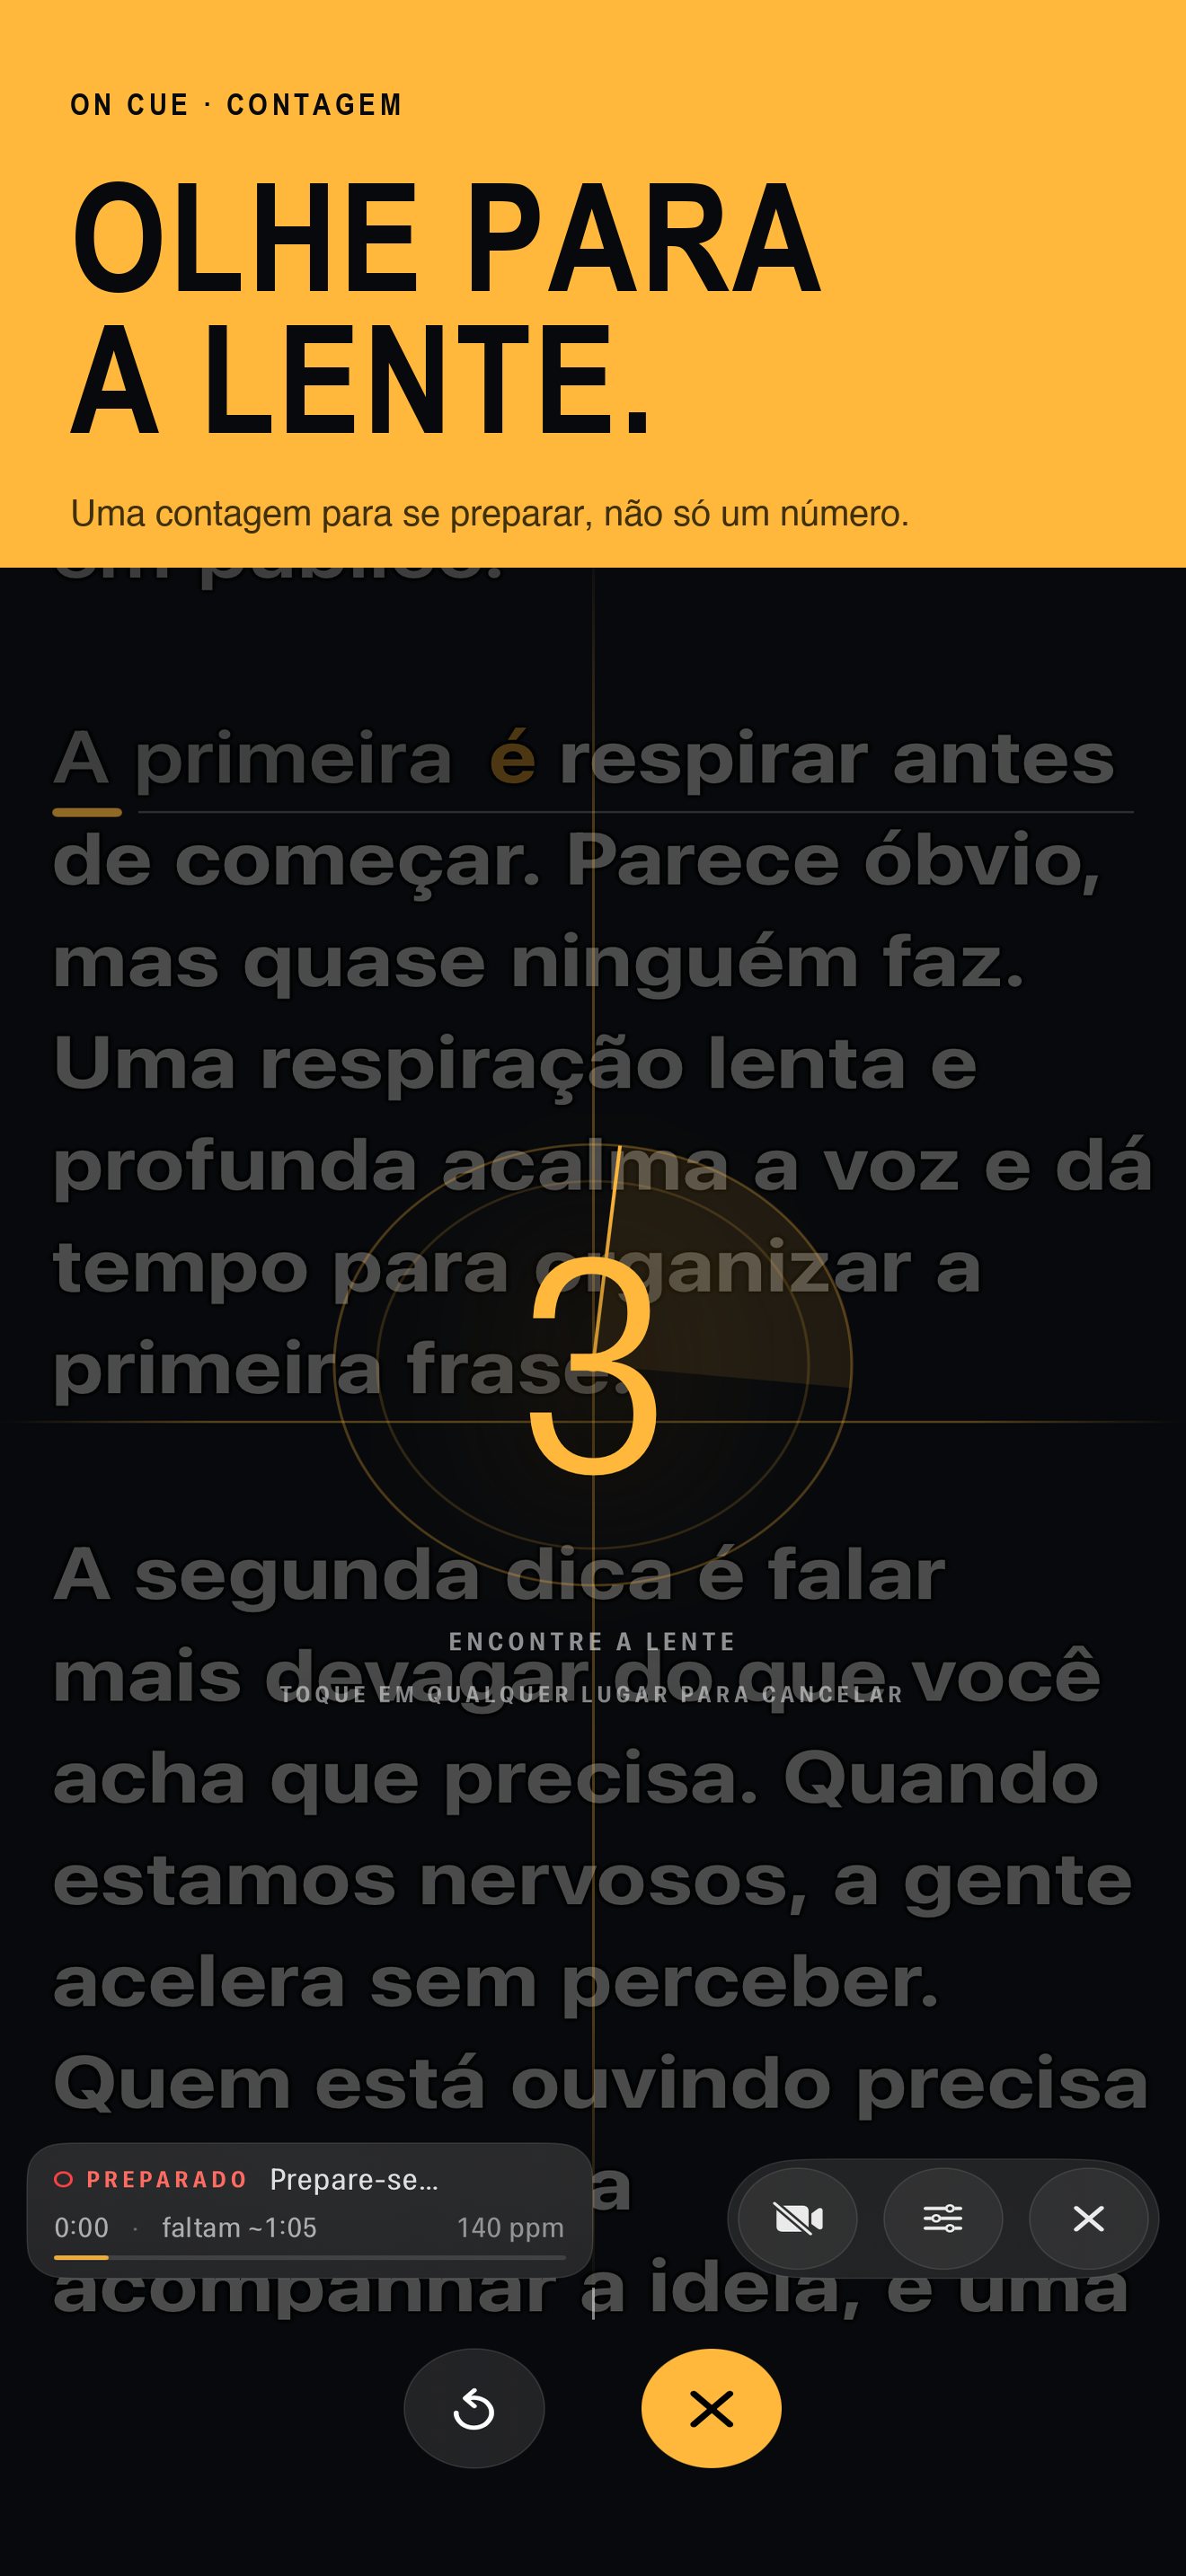 ON CUE · CONTAGEM
OLHE PARA
A LENTE.
Uma contagem para se preparar, não só um número.
em público.
A primeira é respirar antes
de começar. Parece óbvio,
mas quase ninguém faz.
Uma respiração lenta e
profunda acalma a voz e dá
tempo para organizar a
primeira frase.
3
A segunda dica é falar
ENCONTRE A LENTE
mais devagar do que você
TOQUE EM QUALQUER LUGAR PARA CANCELAR
acha que precisa. Quando
estamos nervosos, a gente
acelera sem perceber.
Quem está ouvindo precisa
a
PREPARADO Prepare-se...
0:00 · faltam ~1:05 140 ppm
acompanhar a ideia, e uma